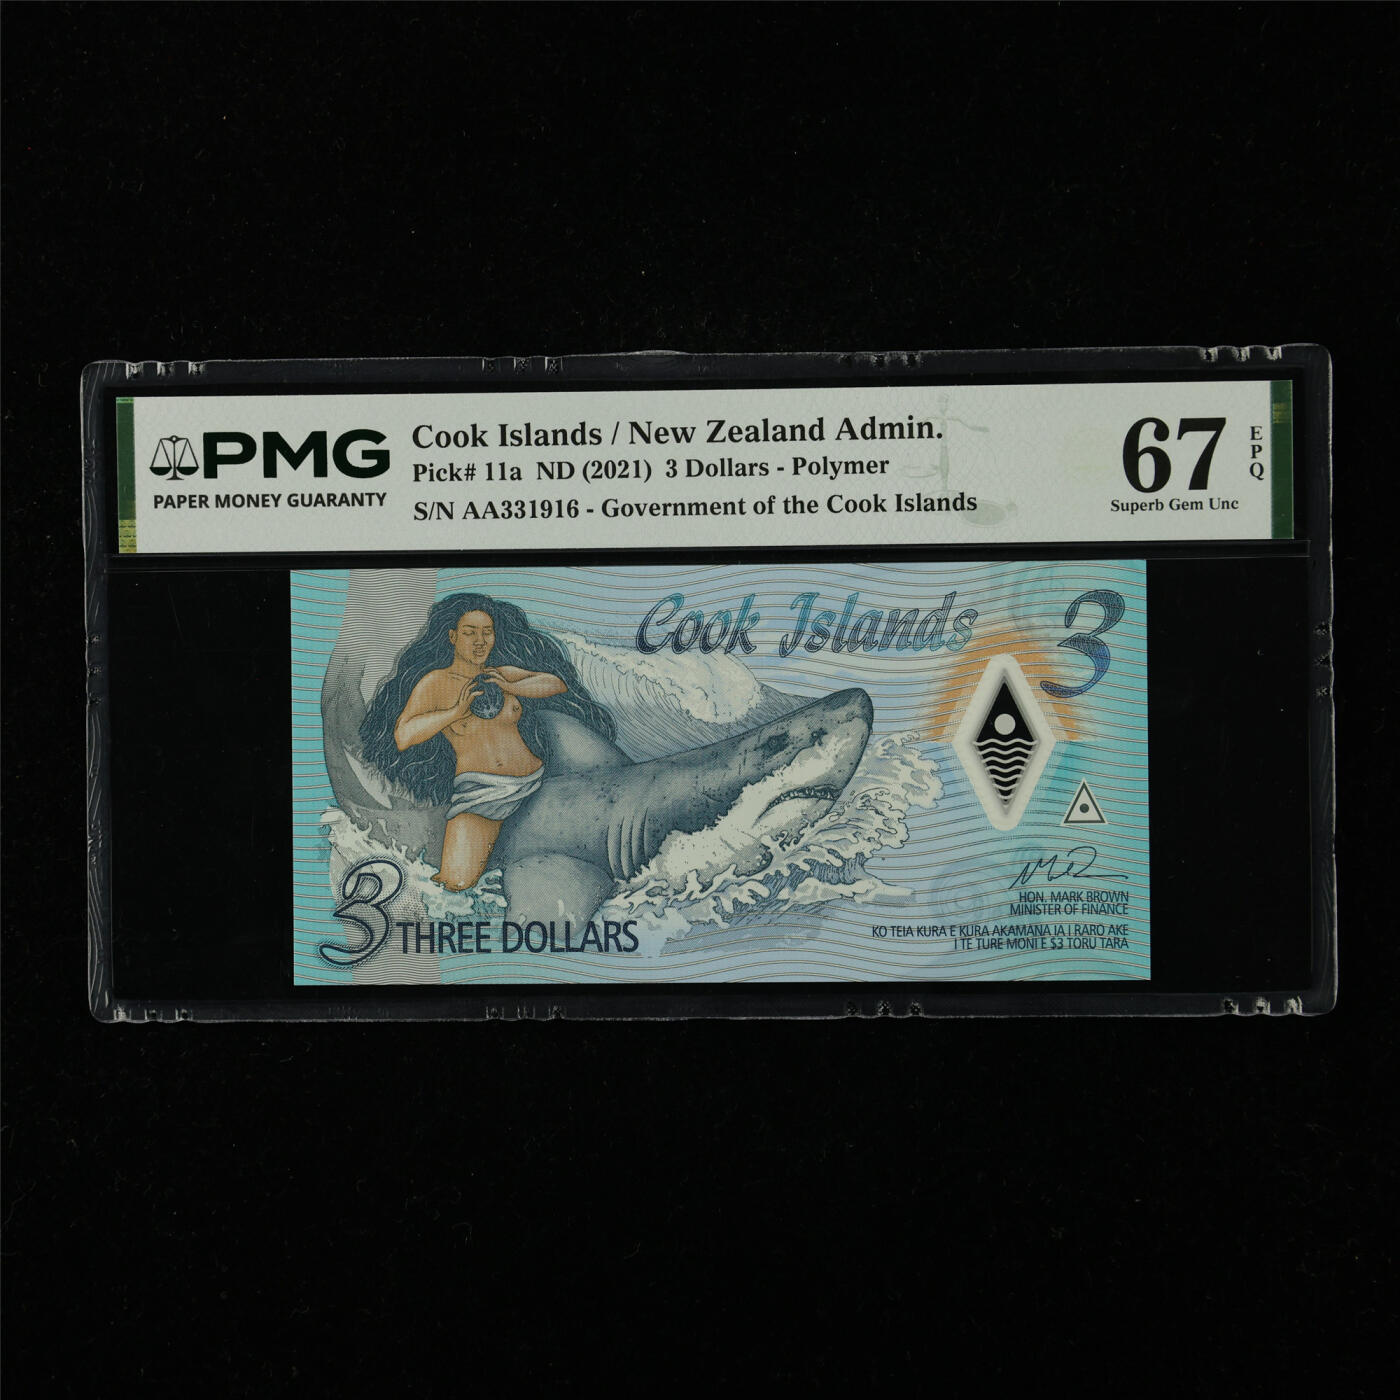 PMG
PAPER MONEY GUARANTY
Cook Islands / New Zealand Admin.
Pick# 11a ND (2021) 3 Dollars - Polymer
S/N AA331916 - Government of the Cook Islands
67
EPQ
Superb Gem Unc
Cook Islands
3
HON. MARK BROWN
MINISTER OF FINANCE
KO TEIA KURA E KURA AKAMANA IA I RARO AKE
I TE TURE MONI E $3 TORU TARA
3 THREE DOLLARS